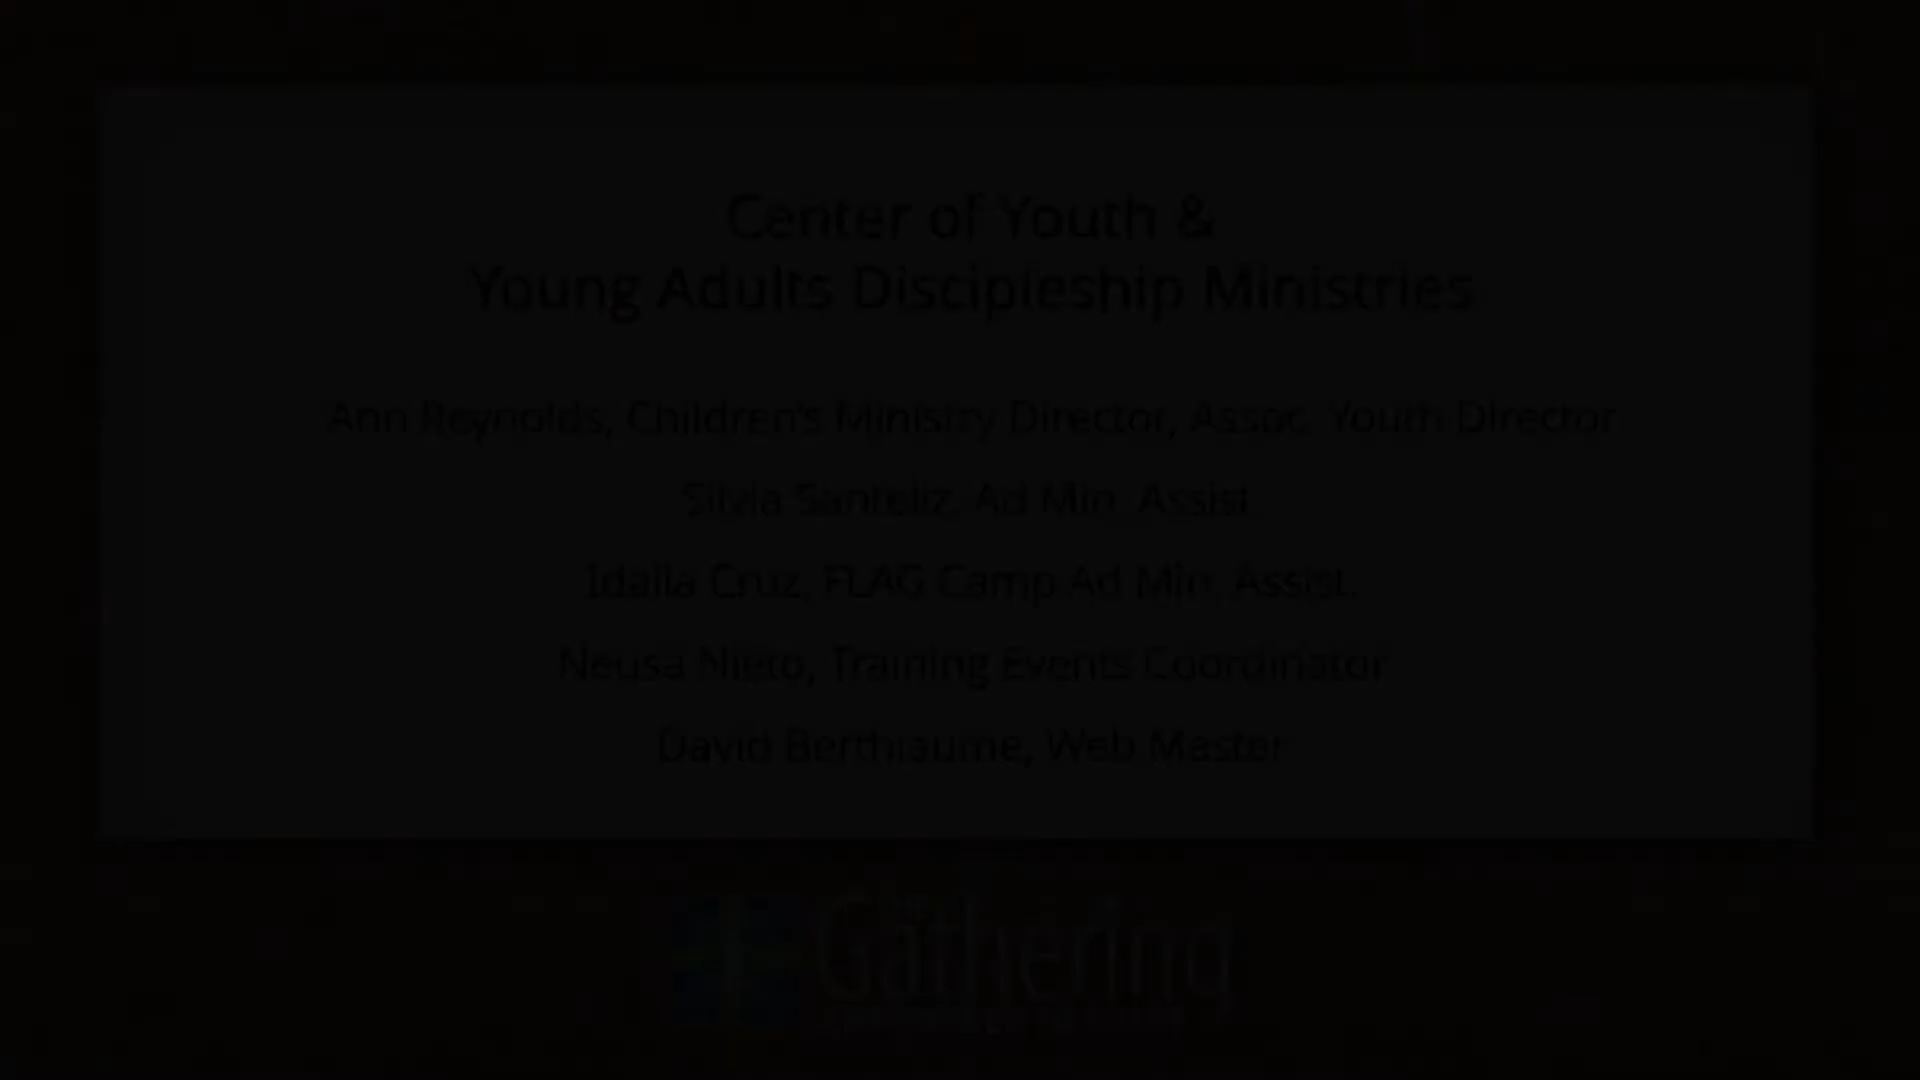 Center of Youth &
Young Adults Discipleship Ministries
Ann Reynolds, Children's Ministry Director, Assoc. Youth Director
Silvia Santeliz, Ad Min. Assist.
Idalia Cruz, FLAG Camp Ad Min. Assist.
Neusa Nieto, Training Events Coordinator
David Berthiaume, Web Master
Gathering